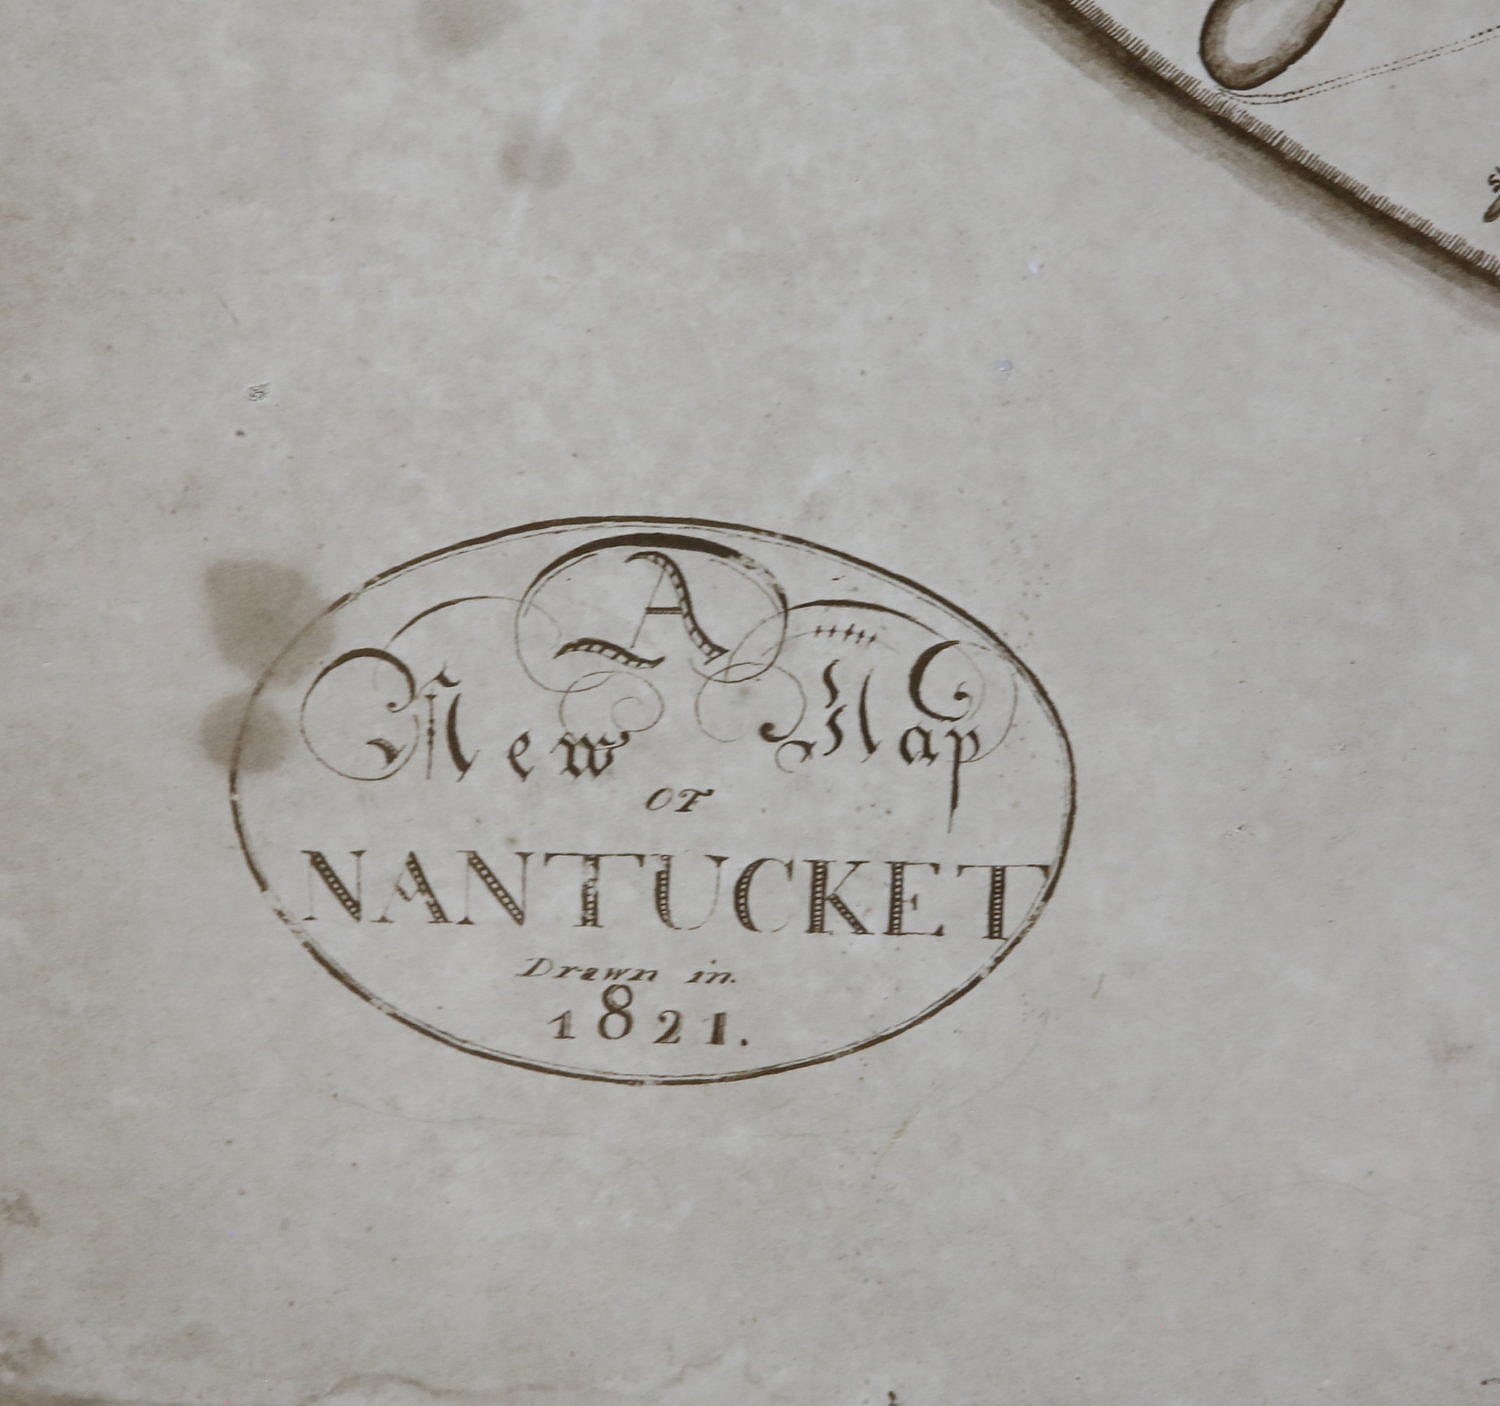 A
New Map
OF
NANTUCKET
Drawn in.
1821.